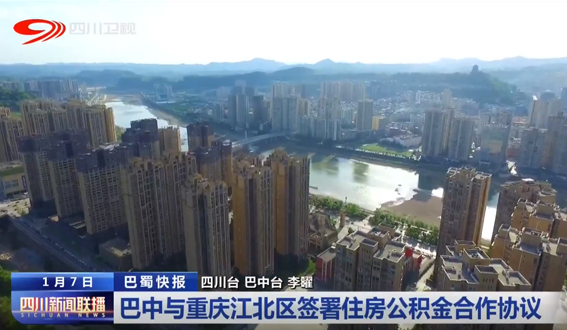 四川卫视
1月7日
巴蜀快报
四川台 巴中台 李曜
四川新闻联播
SICHUAN NEWS
巴中与重庆江北区签署住房公积金合作协议